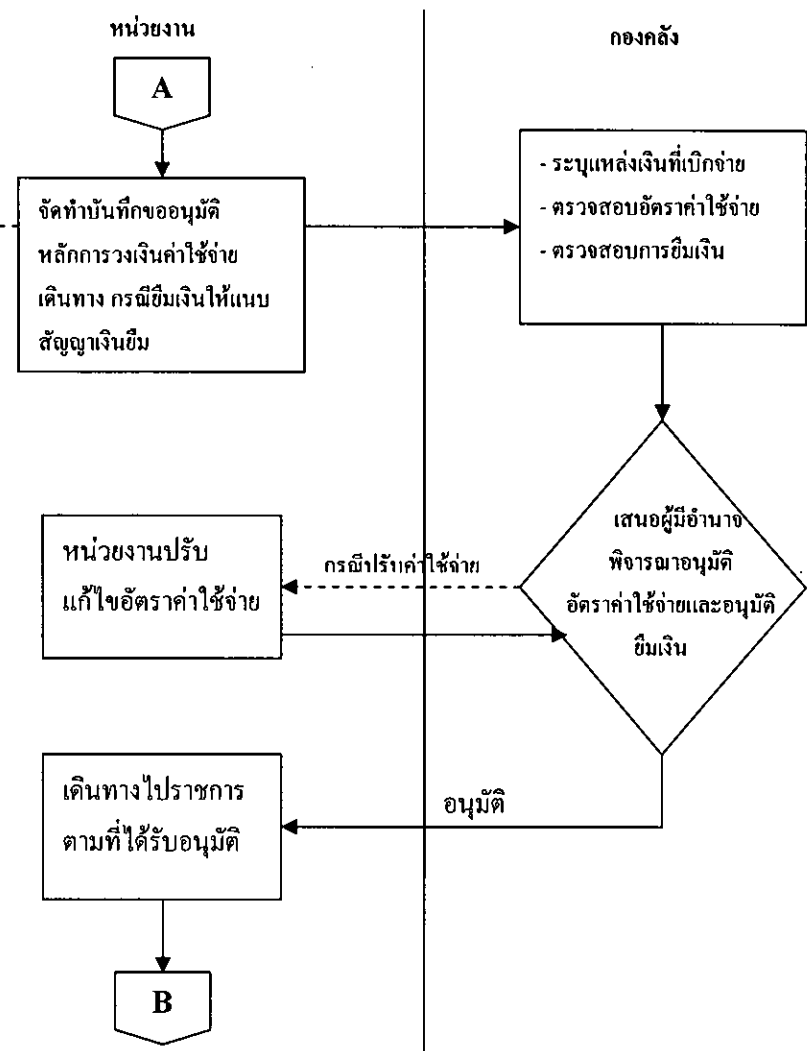 หน่วยงาน
กองคลัง
A
จัดทำบันทึกขออนุมัติ
หลักการวงเงินค่าใช้จ่าย
เดินทาง กรณียืมเงินให้แนบ
สัญญาเงินยืม
- ระบุแหล่งเงินที่เบิกจ่าย
- ตรวจสอบอัตราค่าใช้จ่าย
- ตรวจสอบการยืมเงิน
เสนอผู้มีอำนาจ
พิจารณาอนุมัติ
อัตราค่าใช้จ่ายและอนุมัติ
ยืมเงิน
กรณีปรับค่าใช้จ่าย
หน่วยงานปรับ
แก้ไขอัตราค่าใช้จ่าย
อนุมัติ
เดินทางไปราชการ
ตามที่ได้รับอนุมัติ
B